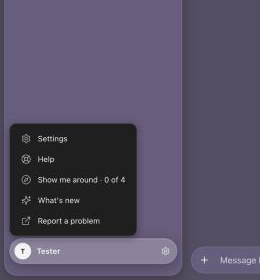 Settings
Help
Show me around · 0 of 4
What's new
Report a problem
T Tester
+ Message